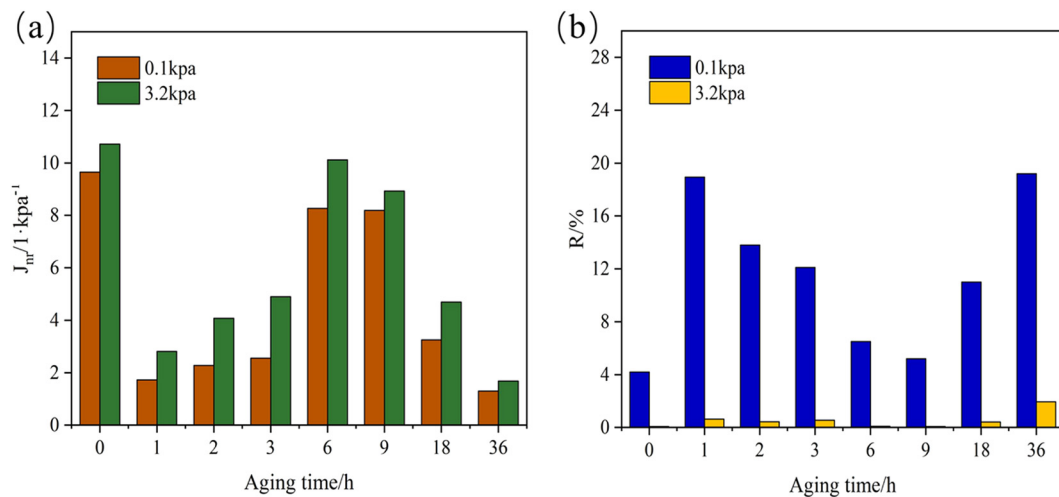 (a)
0.1kpa
3.2kpa
14
12
10
8
6
4
2
0
J_nr/1·kpa⁻¹
0 1 2 3 6 9 18 36
Aging time/h
(b)
0.1kpa
3.2kpa
28
24
20
16
12
8
4
0
R/%
0 1 2 3 6 9 18 36
Aging time/h